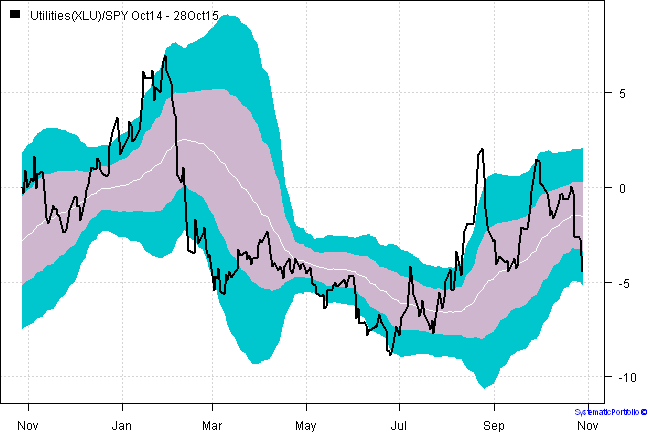 Utilities(XLU)/SPY Oct14 - 28Oct15
5
0
-5
-10
Nov Jan Mar May Jul Sep Nov
SystematicPortfolio ©